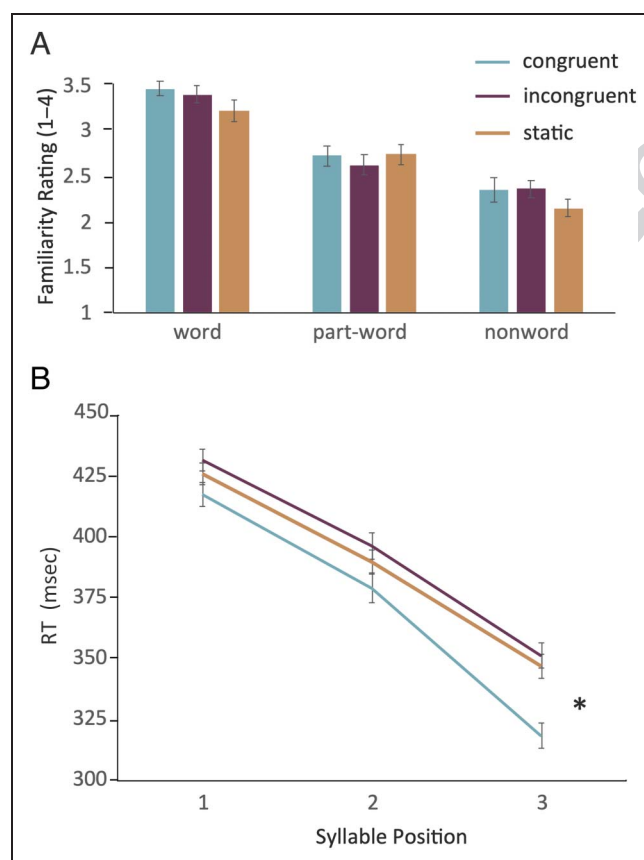 A
Familiarity Rating (1–4)
3.5
3
2.5
2
1.5
1
congruent
incongruent
static
word part-word nonword
B
RT (msec)
450
425
400
375
350
325
300
*
1 2 3
Syllable Position